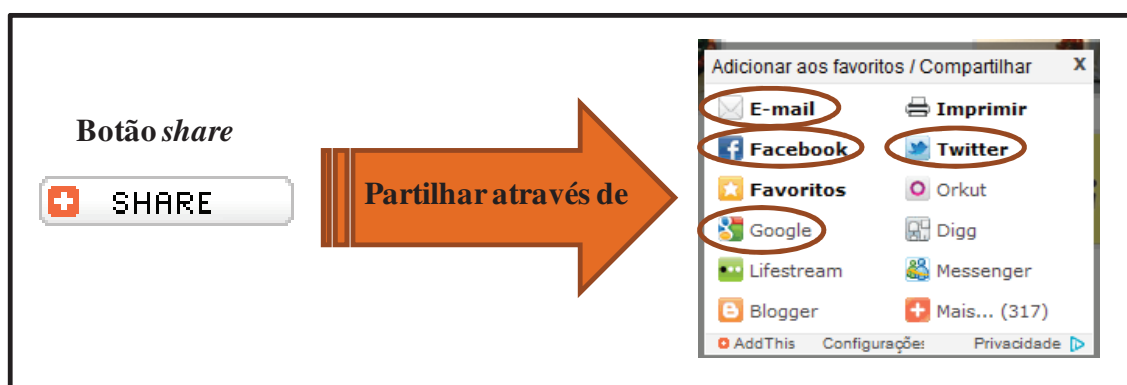 Botão share
SHARE
Partilhar através de
Adicionar aos favoritos / Compartilhar X
E-mail Imprimir
Facebook Twitter
Favoritos Orkut
Google Digg
Lifestream Messenger
Blogger Mais... (317)
AddThis Configurações Privacidade